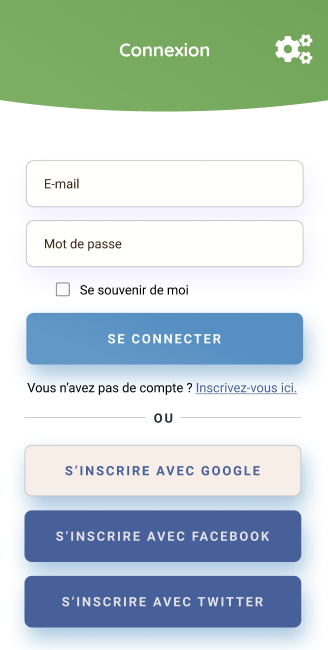 Connexion
E-mail
Mot de passe
Se souvenir de moi
SE CONNECTER
Vous n’avez pas de compte ? Inscrivez-vous ici.
OU
S’INSCRIRE AVEC GOOGLE
S’INSCRIRE AVEC FACEBOOK
S’INSCRIRE AVEC TWITTER